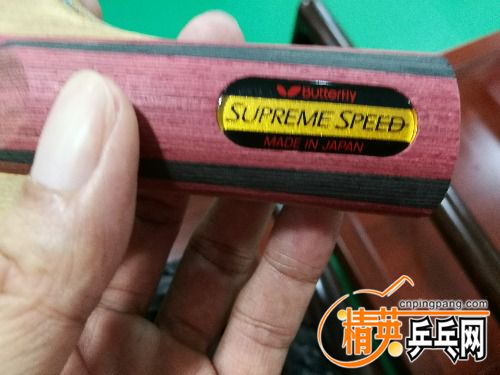 Butterfly
SUPREME SPEED
MADE IN JAPAN
cnpingpang.com
精英乒乓网